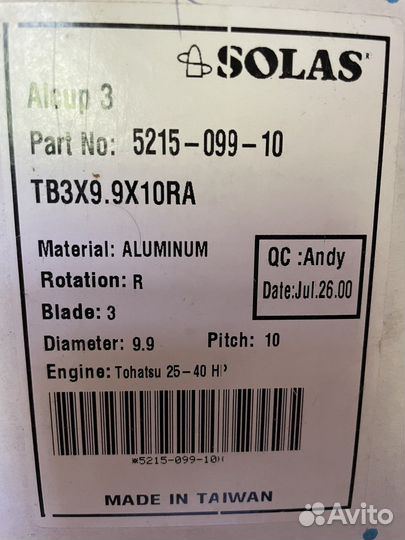 SOLAS
Alcup 3
Part No: 5215-099-10
TB3X9.9X10RA
Material: ALUMINUM
Rotation: R
Blade: 3
Diameter: 9.9 Pitch: 10
Engine: Tohatsu 25-40 HP
QC :Andy
Date:Jul.26.00
*5215-099-10H
MADE IN TAIWAN
Avito